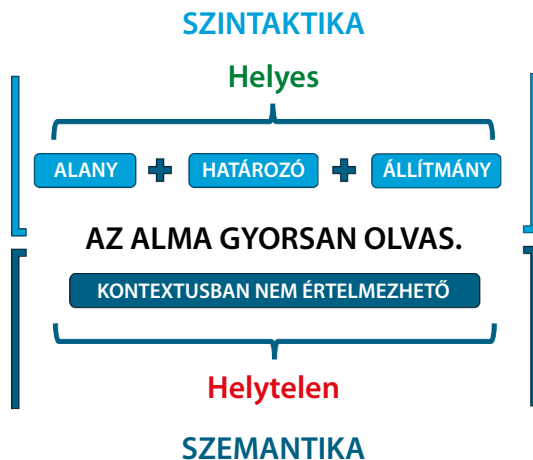 SZINTAKTIKA
Helyes
ALANY + HATÁROZÓ + ÁLLÍTMÁNY
AZ ALMA GYORSAN OLVAS.
KONTEXTUSBAN NEM ÉRTELMEZHETŐ
Helytelen
SZEMANTIKA